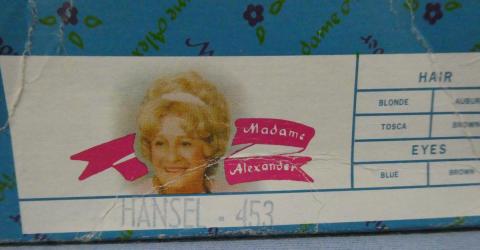 Madame
Alexander
HAIR
BLONDE AUBUR
TOSCA BROWN
EYES
BLUE BROWN
HANSEL - 453